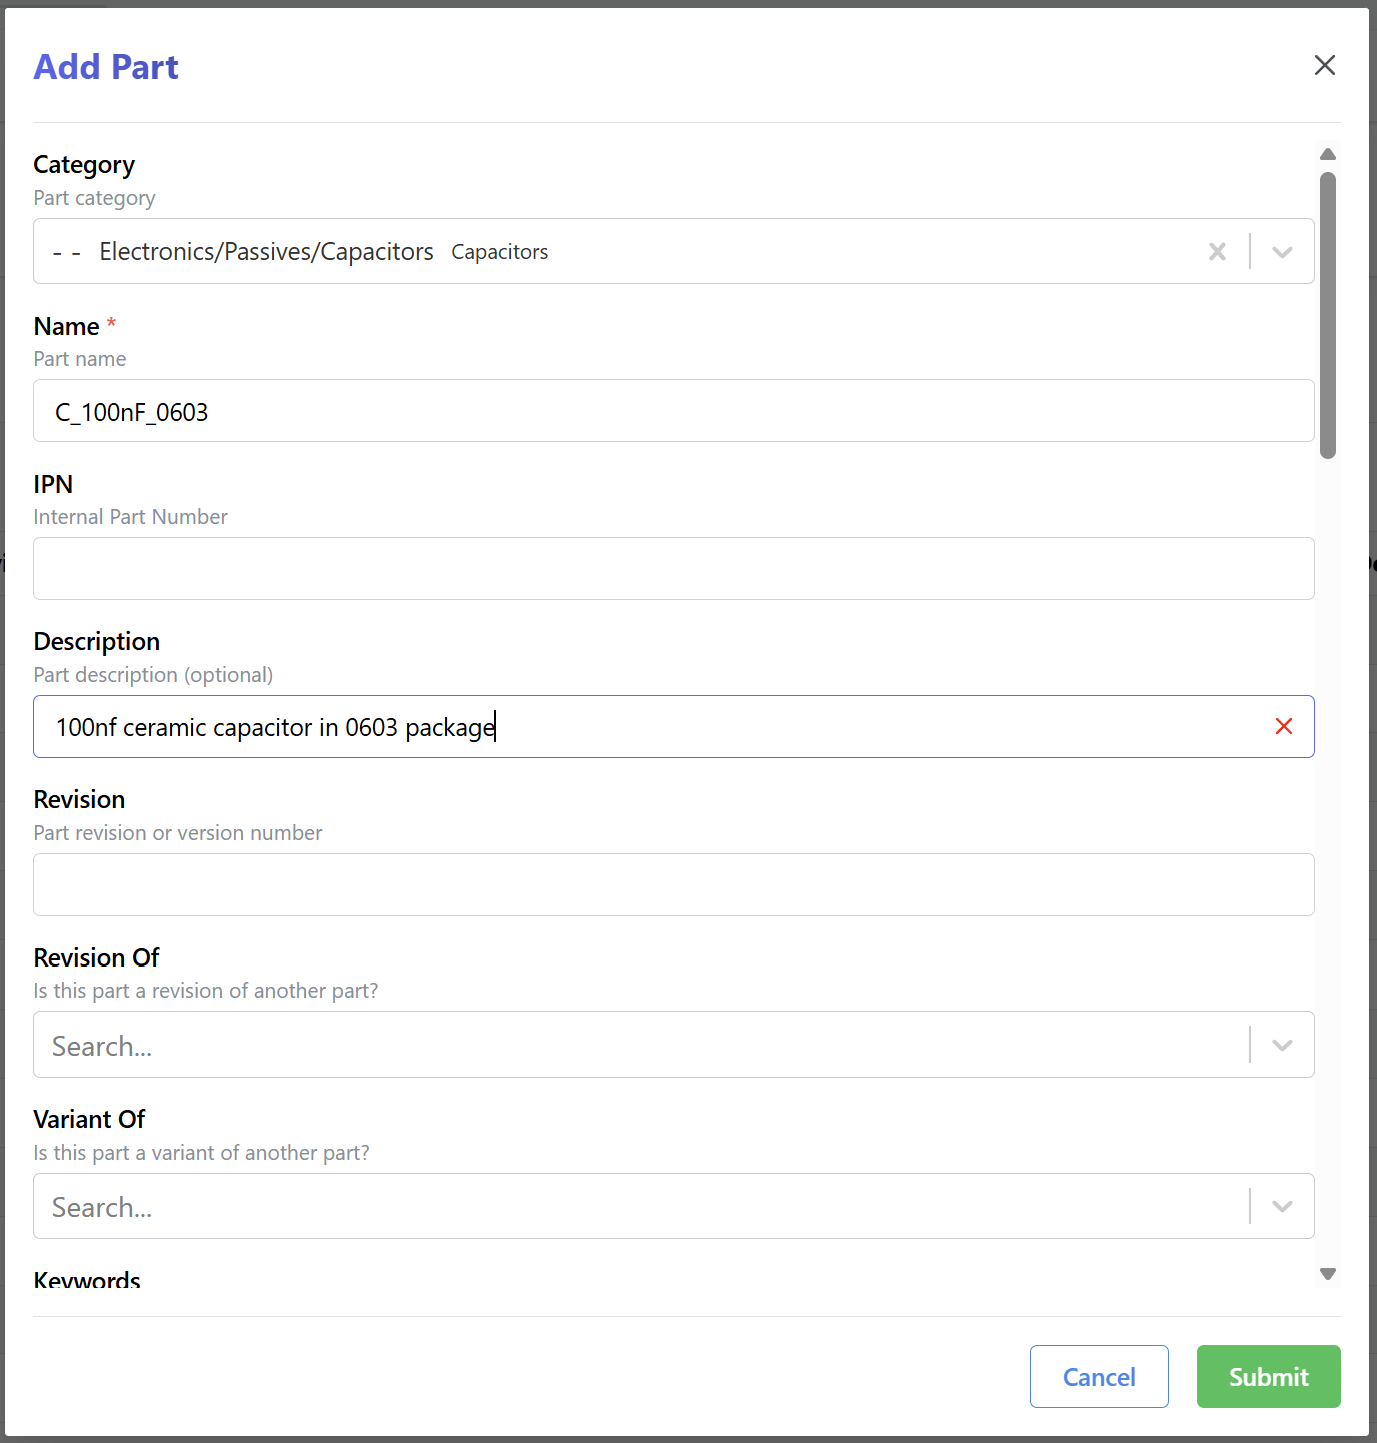 Add Part
Category
Part category
- - Electronics/Passives/Capacitors Capacitors
Name *
Part name
C_100nF_0603
IPN
Internal Part Number
Description
Part description (optional)
100nf ceramic capacitor in 0603 package
Revision
Part revision or version number
Revision Of
Is this part a revision of another part?
Search...
Variant Of
Is this part a variant of another part?
Search...
Keywords
Cancel Submit